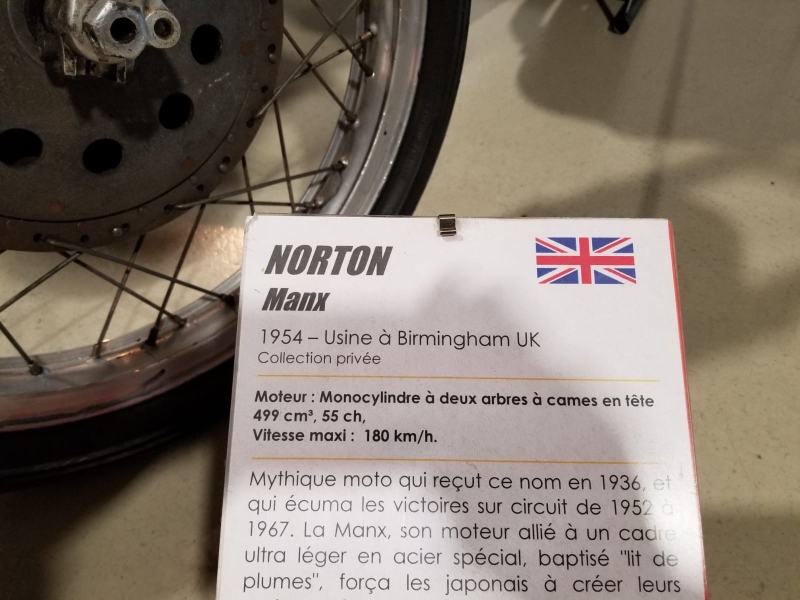 NORTON
Manx
1954 – Usine à Birmingham UK
Collection privée
Moteur : Monocylindre à deux arbres à cames en tête
499 cm³, 55 ch,
Vitesse maxi : 180 km/h.
Mythique moto qui reçut ce nom en 1936, et
qui écuma les victoires sur circuit de 1952 à
1967. La Manx, son moteur allié à un cadre
ultra léger en acier spécial, baptisé "lit de
plumes", força les japonais à créer leurs